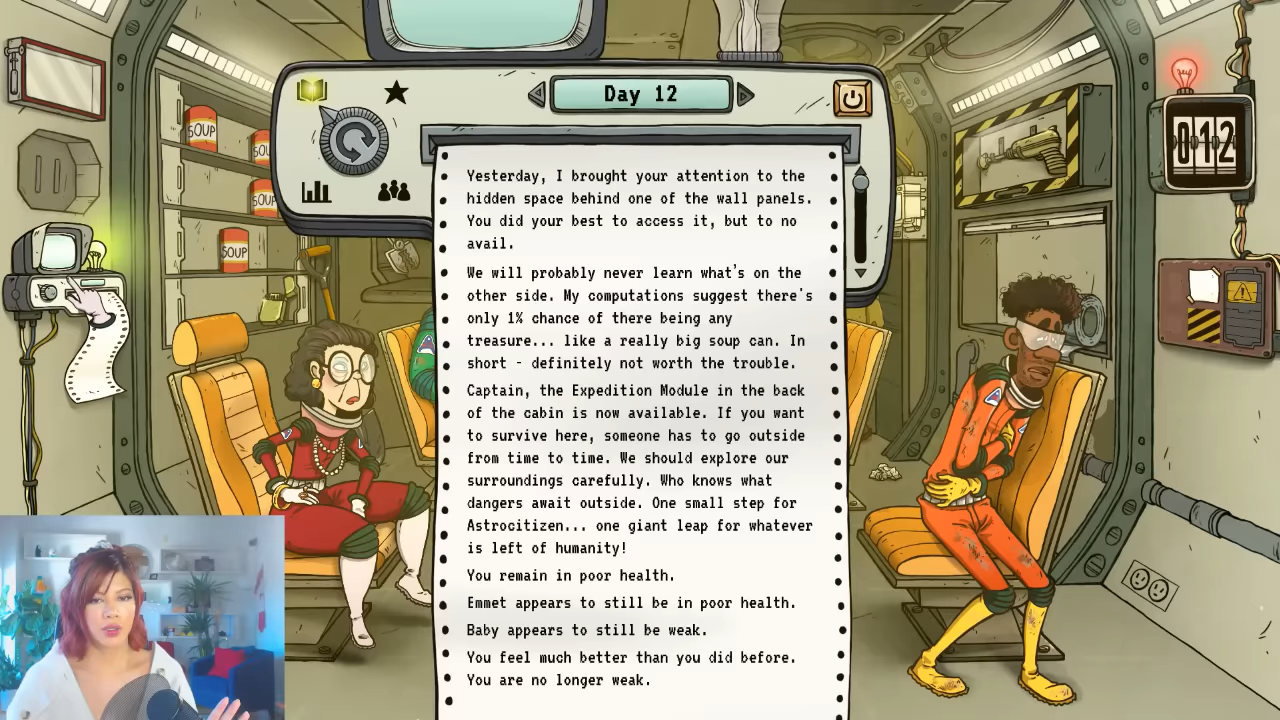 Day 12
SOUP
SOU
SOU
SOUP
012
Yesterday, I brought your attention to the
hidden space behind one of the wall panels.
You did your best to access it, but to no
avail.
We will probably never learn what's on the
other side. My computations suggest there's
only 1% chance of there being any
treasure... like a really big soup can. In
short - definitely not worth the trouble.
Captain, the Expedition Module in the back
of the cabin is now available. If you want
to survive here, someone has to go outside
from time to time. We should explore our
surroundings carefully. Who knows what
dangers await outside. One small step for
Astrocitizen... one giant leap for whatever
is left of humanity!
You remain in poor health.
Emmet appears to still be in poor health.
Baby appears to still be weak.
You feel much better than you did before.
You are no longer weak.